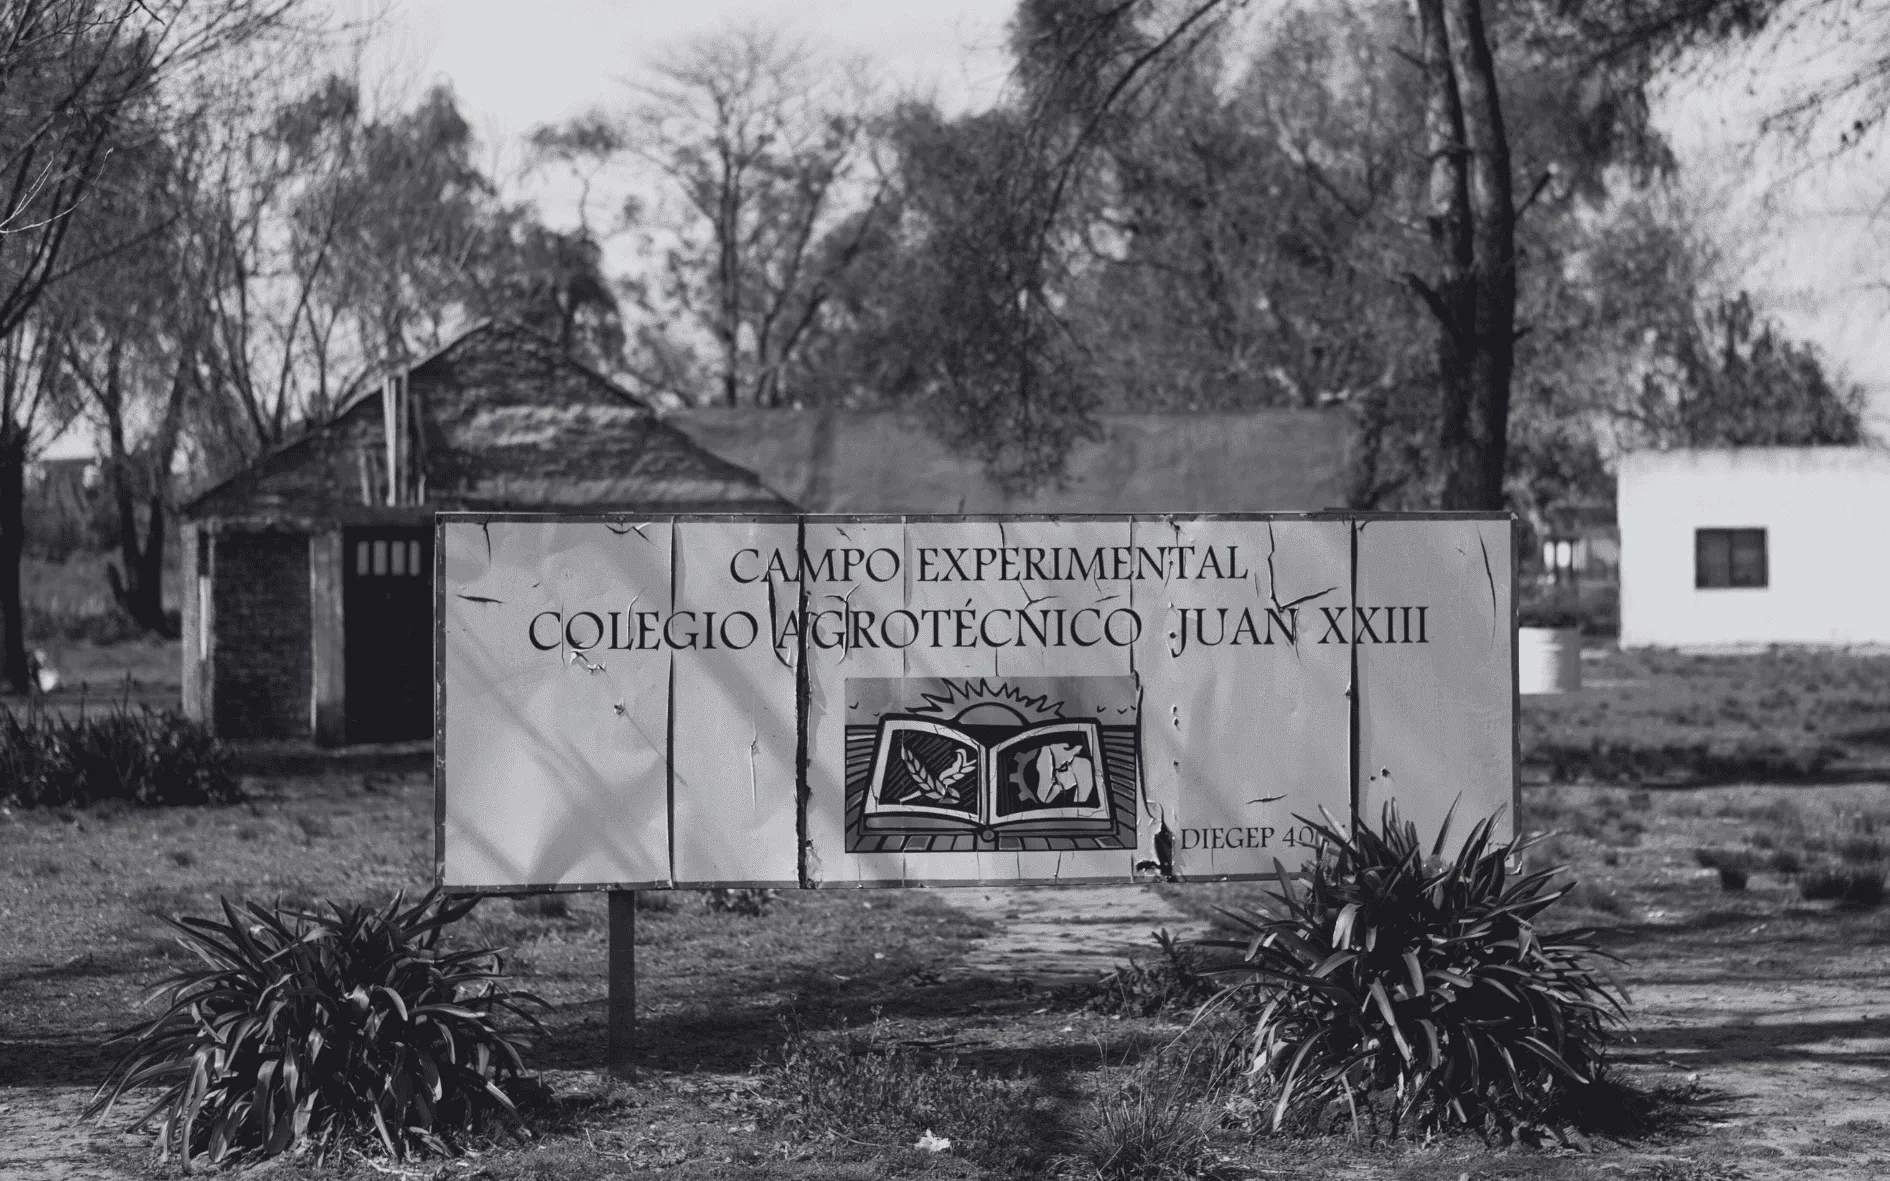 CAMPO EXPERIMENTAL
COLEGIO AGROTÉCNICO JUAN XXIII
DIEGEP